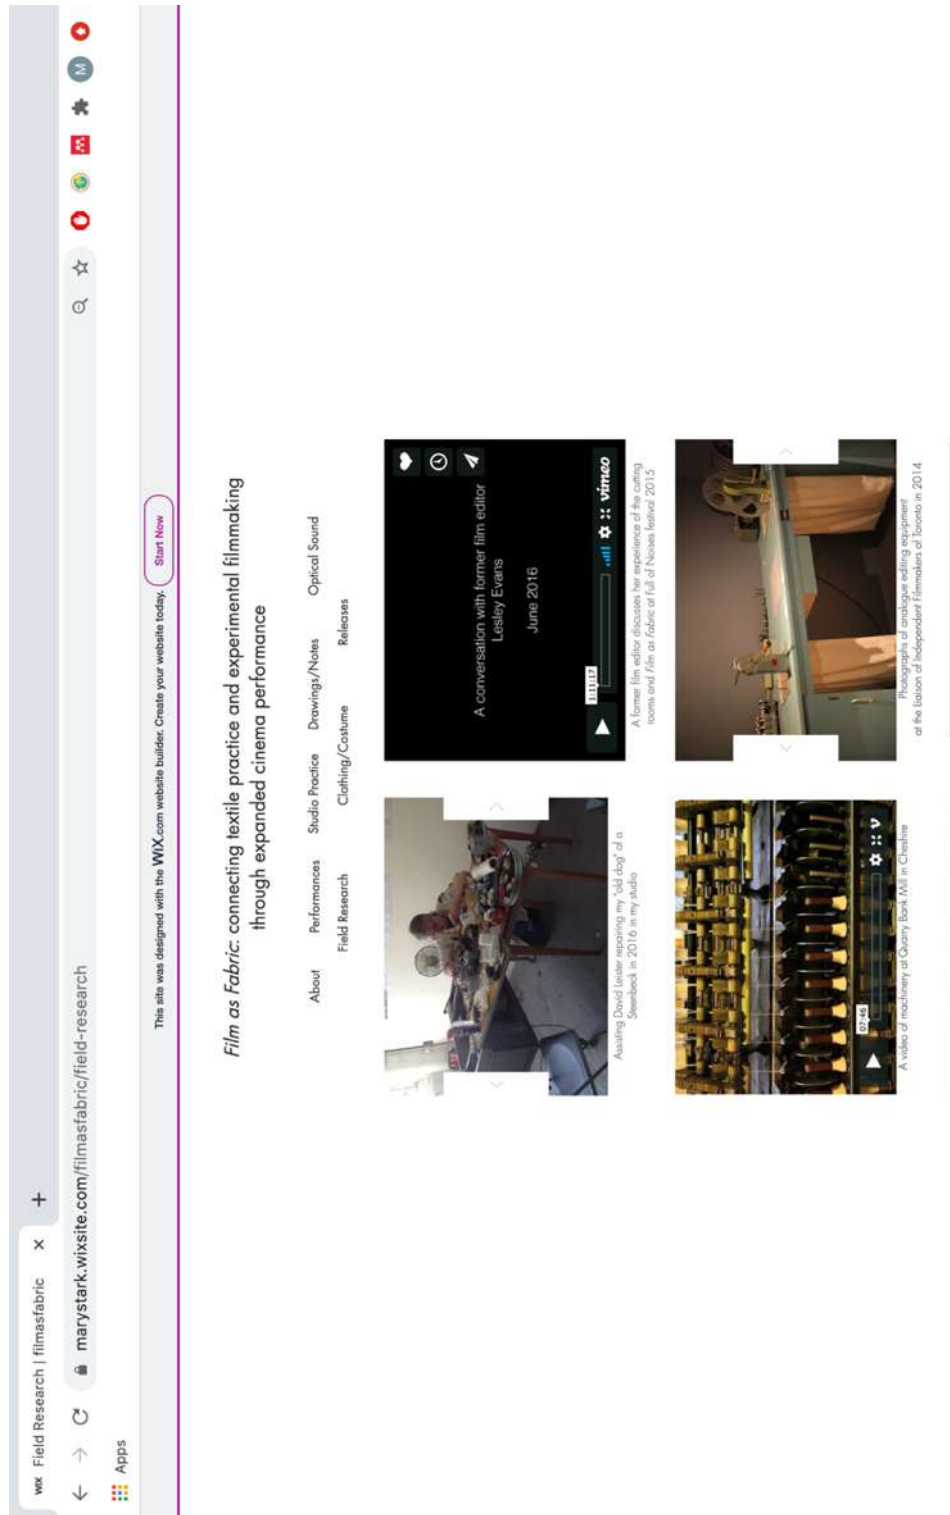 WIX Field Research | filmasfabric
marystark.wixsite.com/filmasfabric/field-research
M
Apps
This site was designed with the WiX.com website builder. Create your website today. Start Now
Film as Fabric: connecting textile practice and experimental filmmaking
through expanded cinema performance
About Performances Studio Practice Drawings/Notes Optical Sound
Field Research Clothing/Costume Releases
A conversation with former film editor
Lesley Evans
June 2016
1:11:17
vimeo
Assisting David Leister repairing my "old dog" of a
Steenbeck in 2016 in my studio
A former film editor discusses her experience of the cutting
rooms and Film as Fabric at Full of Noises festival 2015
07:46
A video of machinery at Quarry Bank Mill in Cheshire
Photographs of analogue editing equipment
at the Liaison of Independent Filmmakers of Toronto in 2014